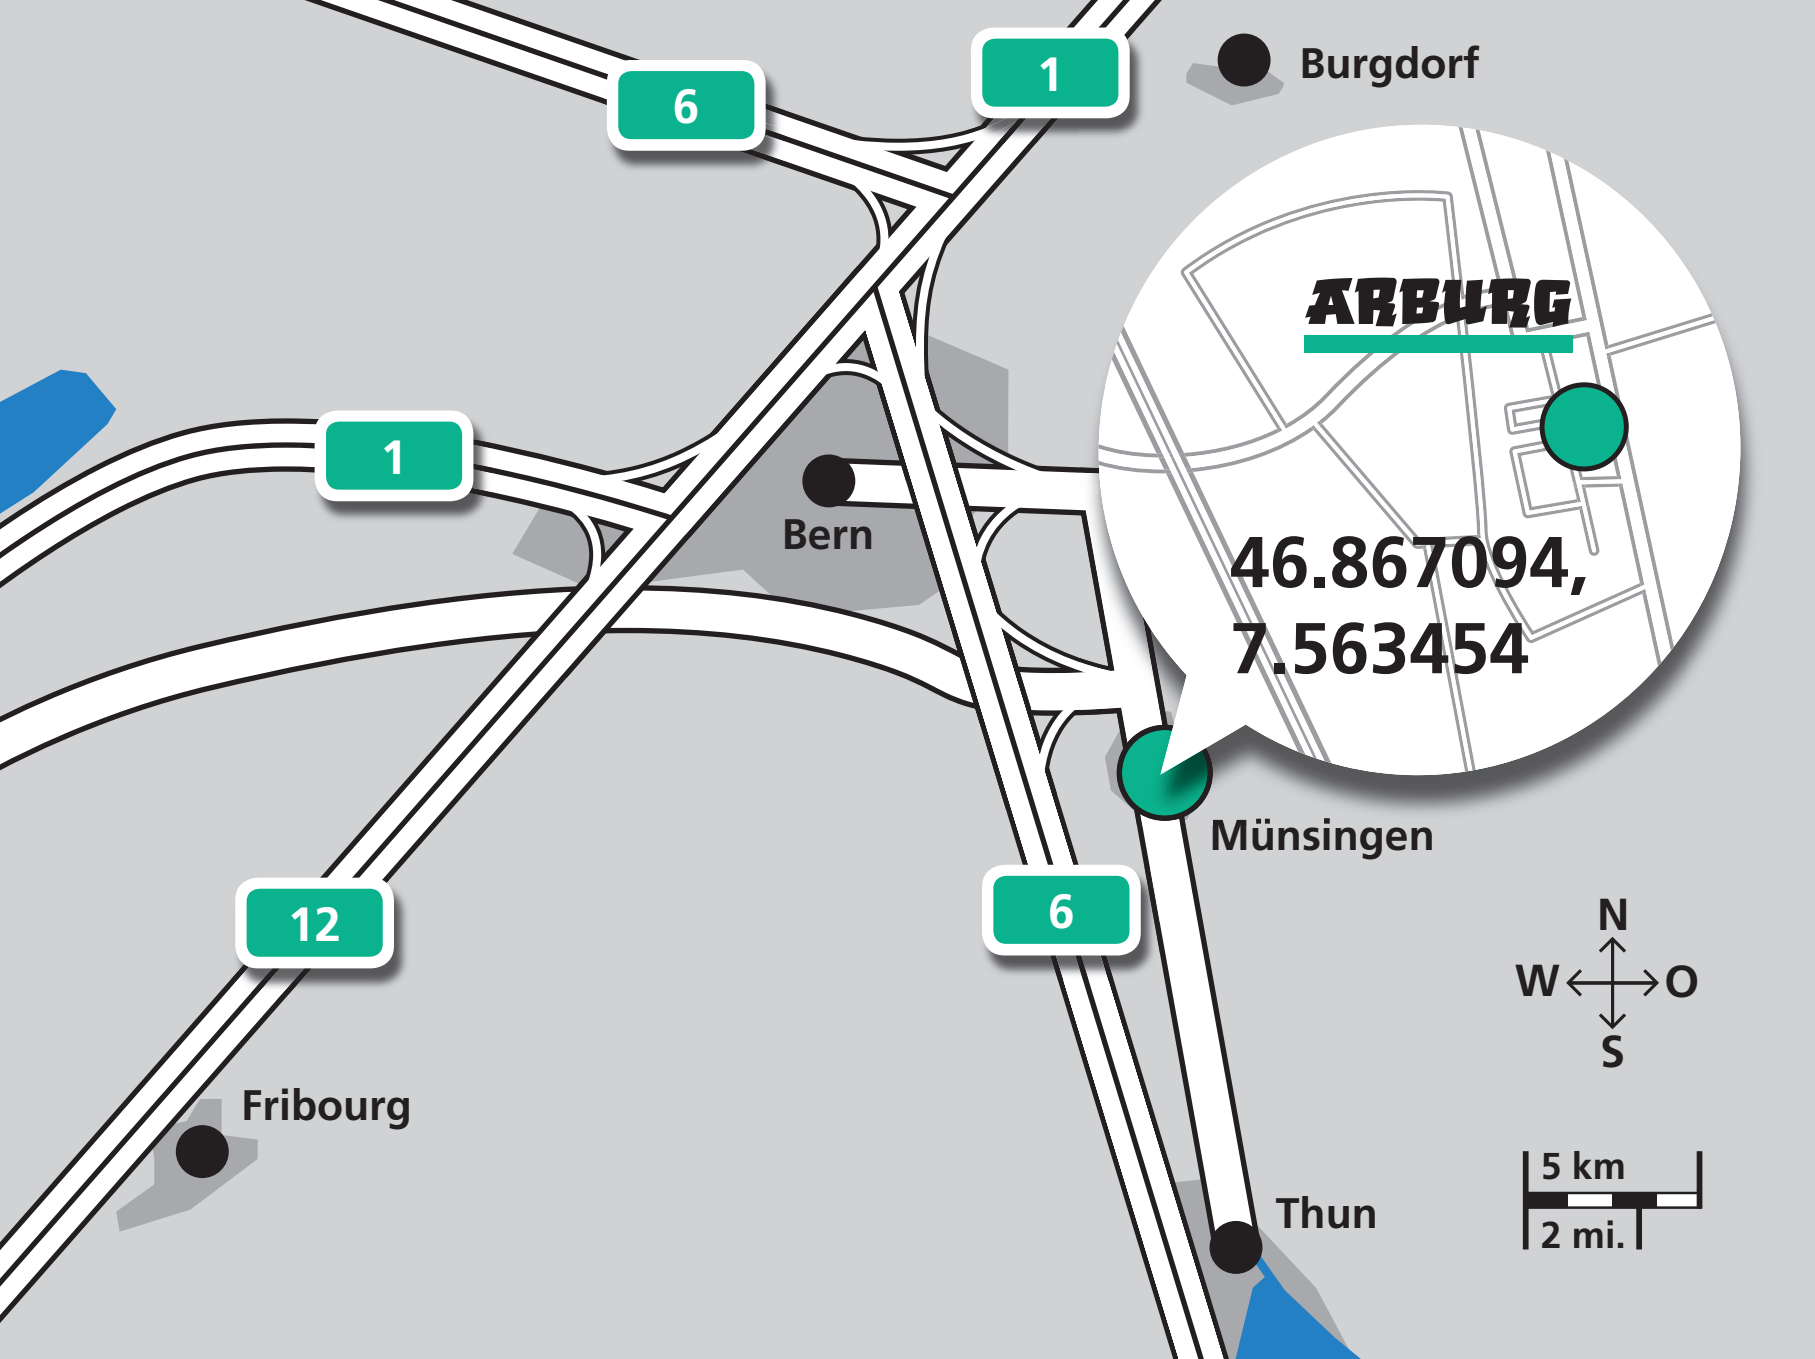 1
Burgdorf
6
ARBURG
1
Bern
46.867094,
7.563454
Münsingen
12
6
N
W O
S
Fribourg
5 km
Thun
2 mi.